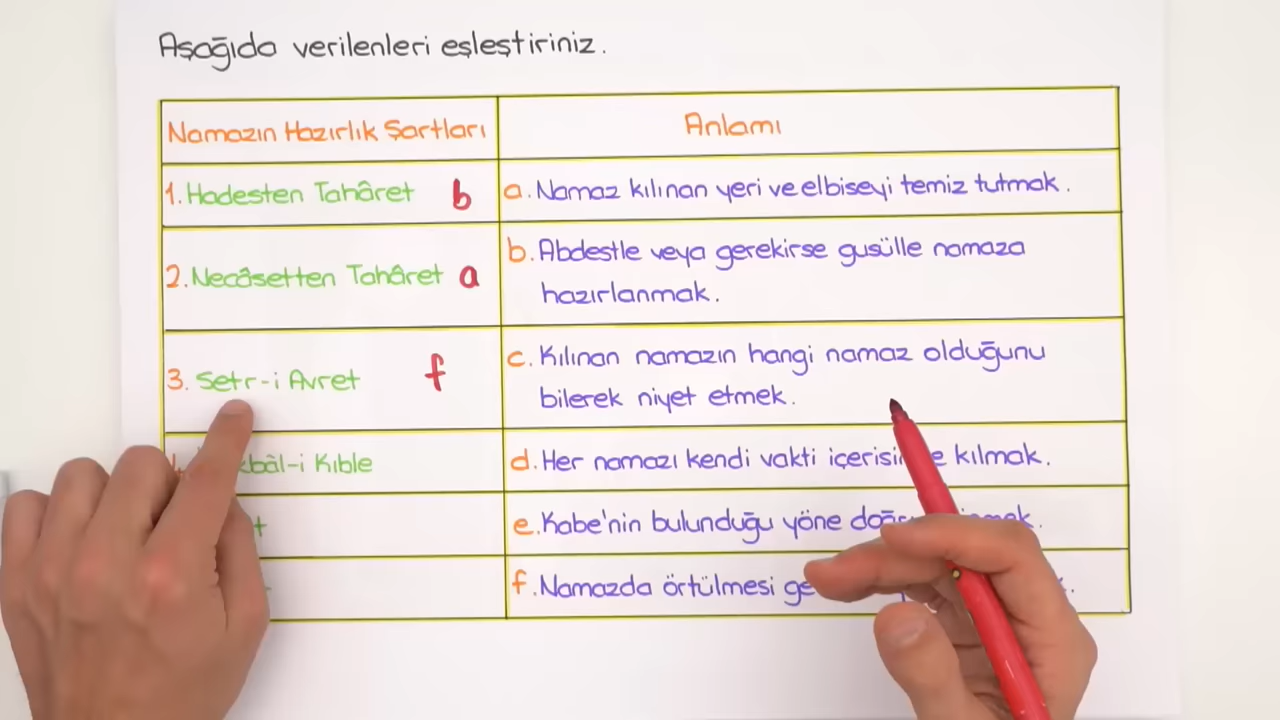 Aşağıda verilenleri eşleştiriniz.
Namazın Hazırlık Şartları
Anlamı
1. Hadesten Tahâret b
a. Namaz kılınan yeri ve elbiseyi temiz tutmak.
2. Necâsetten Tahâret a
b. Abdestle veya gerekirse gusülle namaza
hazırlanmak.
3. Setr-i Avret f
c. Kılınan namazın hangi namaz olduğunu
bilerek niyet etmek.
Kıble
d. Her namazı kendi vakti kılmak.
e. Kabe'nin bulunduğu yöne
f. Namazda örtülmesi